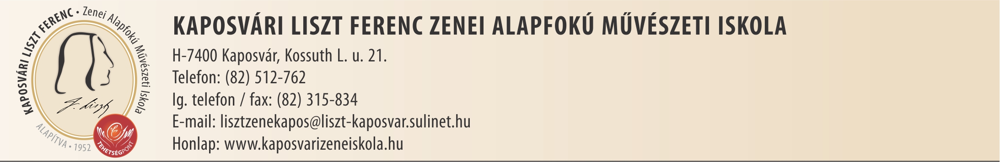 KAPOSVÁRI LISZT FERENC • Zenei Alapfokú Művészeti Iskola
F. Liszt
ALAPÍTVA • 1952
TEHETSÉGPONT
KAPOSVÁRI LISZT FERENC ZENEI ALAPFOKÚ MŰVÉSZETI ISKOLA
H-7400 Kaposvár, Kossuth L. u. 21.
Telefon: (82) 512-762
Ig. telefon / fax: (82) 315-834
E-mail: lisztzenekapos@liszt-kaposvar.sulinet.hu
Honlap: www.kaposvarizeneiskola.hu